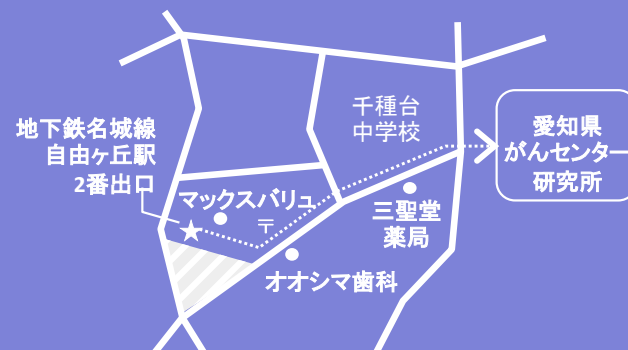 千種台
中学校
地下鉄名城線
自由ヶ丘駅
2番出口
愛知県
がんセンター
研究所
マックスバリュ
〒
三聖堂
薬局
オオシマ歯科